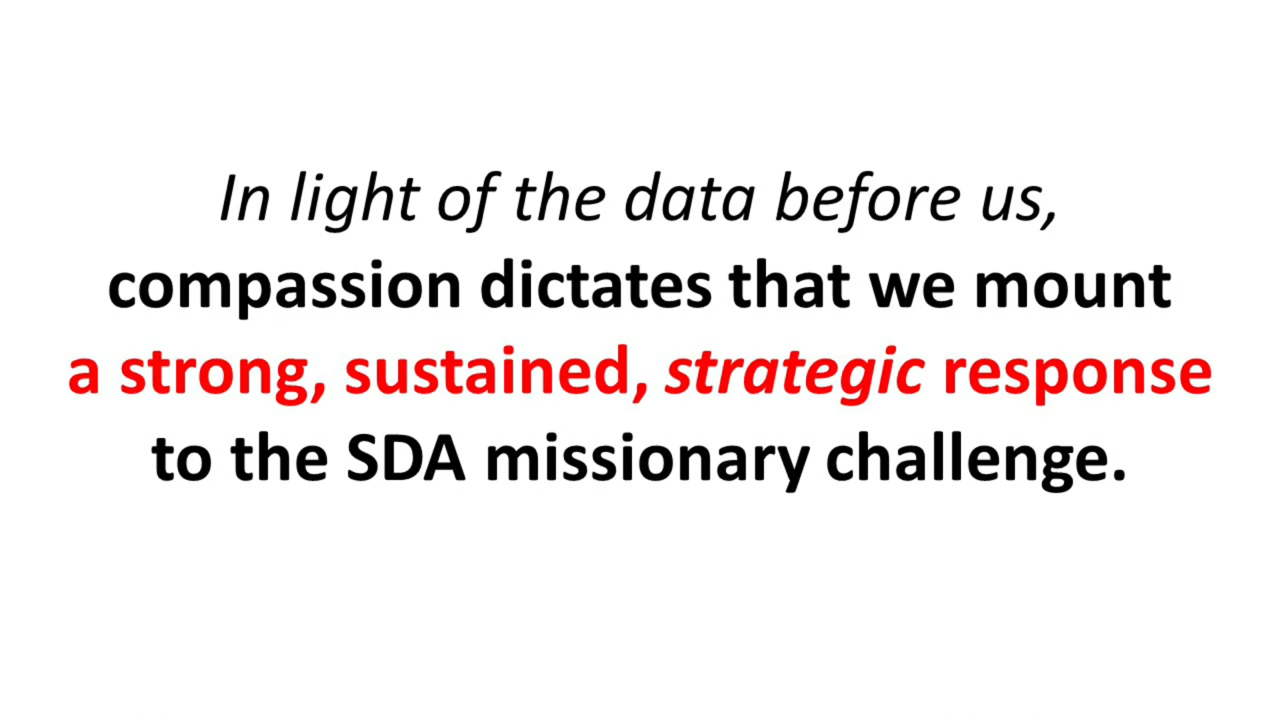 In light of the data before us,
compassion dictates that we mount
a strong, sustained, strategic response
to the SDA missionary challenge.